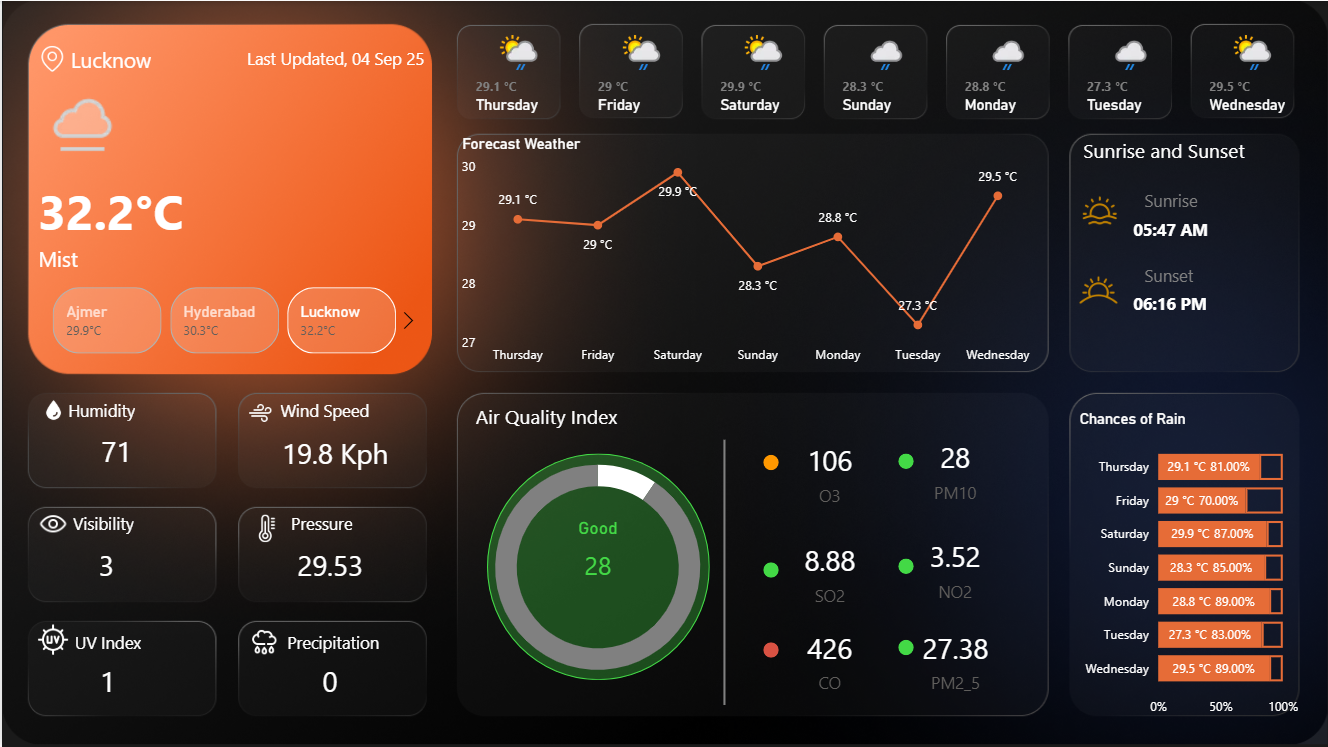 Lucknow
Last Updated, 04 Sep 25
32.2°C
Mist
Ajmer
29.9°C
Hyderabad
30.3°C
Lucknow
32.2°C
29.1 °C
Thursday
29 °C
Friday
29.9 °C
Saturday
28.3 °C
Sunday
28.8 °C
Monday
27.3 °C
Tuesday
29.5 °C
Wednesday
Forecast Weather
30
29
28
27
29.1 °C
29 °C
29.9 °C
28.3 °C
28.8 °C
27.3 °C
29.5 °C
Thursday
Friday
Saturday
Sunday
Monday
Tuesday
Wednesday
Sunrise and Sunset
Sunrise
05:47 AM
Sunset
06:16 PM
Humidity
71
Wind Speed
19.8 Kph
Visibility
3
Pressure
29.53
UV
UV Index
1
Precipitation
0
Air Quality Index
Good
28
106
O3
28
PM10
8.88
SO2
3.52
NO2
426
CO
27.38
PM2_5
Chances of Rain
Thursday 29.1 °C 81.00%
Friday 29 °C 70.00%
Saturday 29.9 °C 87.00%
Sunday 28.3 °C 85.00%
Monday 28.8 °C 89.00%
Tuesday 27.3 °C 83.00%
Wednesday 29.5 °C 89.00%
0% 50% 100%